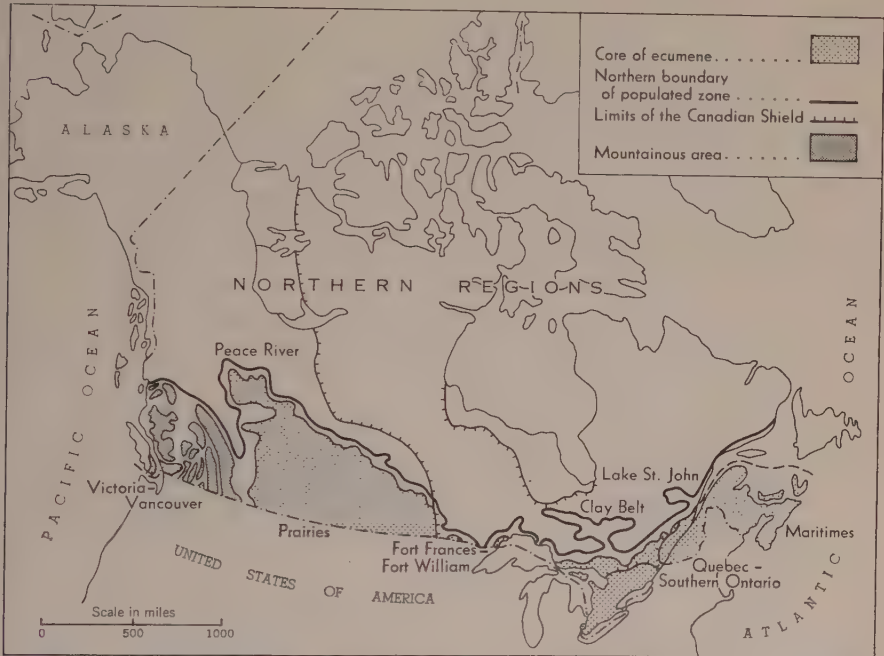 Core of ecumene........
Northern boundary
of populated zone ......
Limits of the Canadian Shield
Mountainous area.......
ALASKA
NORTHERN REGIONS
PACIFIC OCEAN
OCEAN
Peace River
Lake St. John
Clay Belt
Victoria-
Vancouver
Prairies
Fort Frances-
Fort William
Maritimes
Quebec -
Southern Ontario
UNITED STATES OF AMERICA
ATLANTIC
Scale in miles
0 500 1000